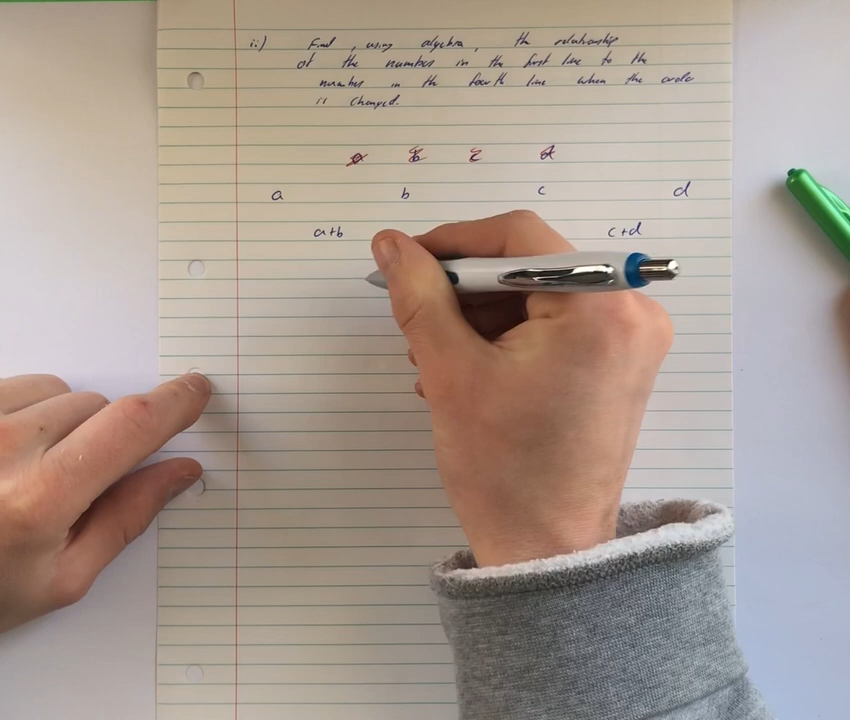 ii) Find , using algebra , the relationship
of the numbers in the first line to the
number in the fourth line when the order
is changed.
a b c d
a+b c+d